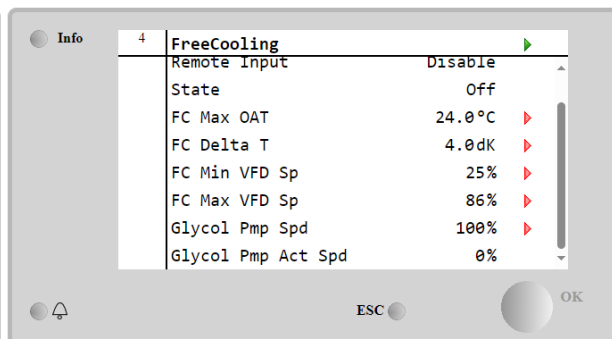 Info
4 FreeCooling
Remote Input Disable
State Off
FC Max OAT 24.0°C
FC Delta T 4.0dK
FC Min VFD Sp 25%
FC Max VFD Sp 86%
Glycol Pmp Spd 100%
Glycol Pmp Act Spd 0%
ESC
OK